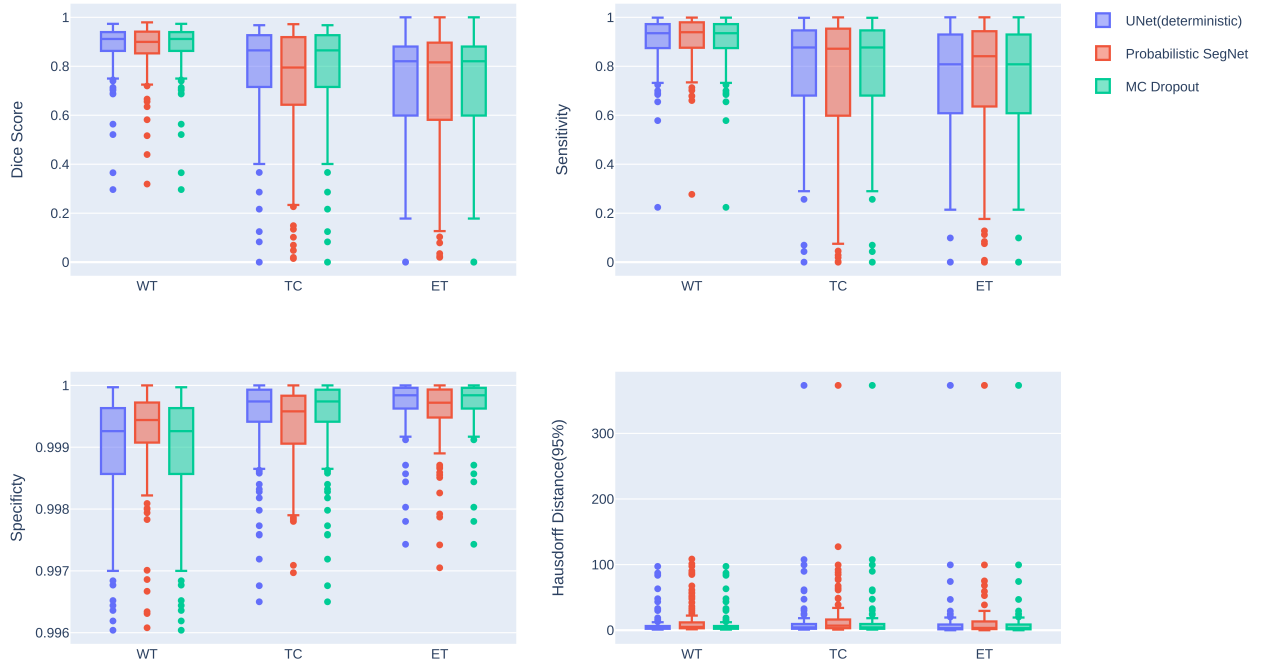 1
0.8
0.6
0.4
0.2
0
Dice Score
WT
TC
ET
1
0.8
0.6
0.4
0.2
0
Sensitivity
WT
TC
ET
UNet(deterministic)
Probabilistic SegNet
MC Dropout
1
0.999
0.998
0.997
0.996
Specificty
WT
TC
ET
300
200
100
0
Hausdorff Distance(95%)
WT
TC
ET